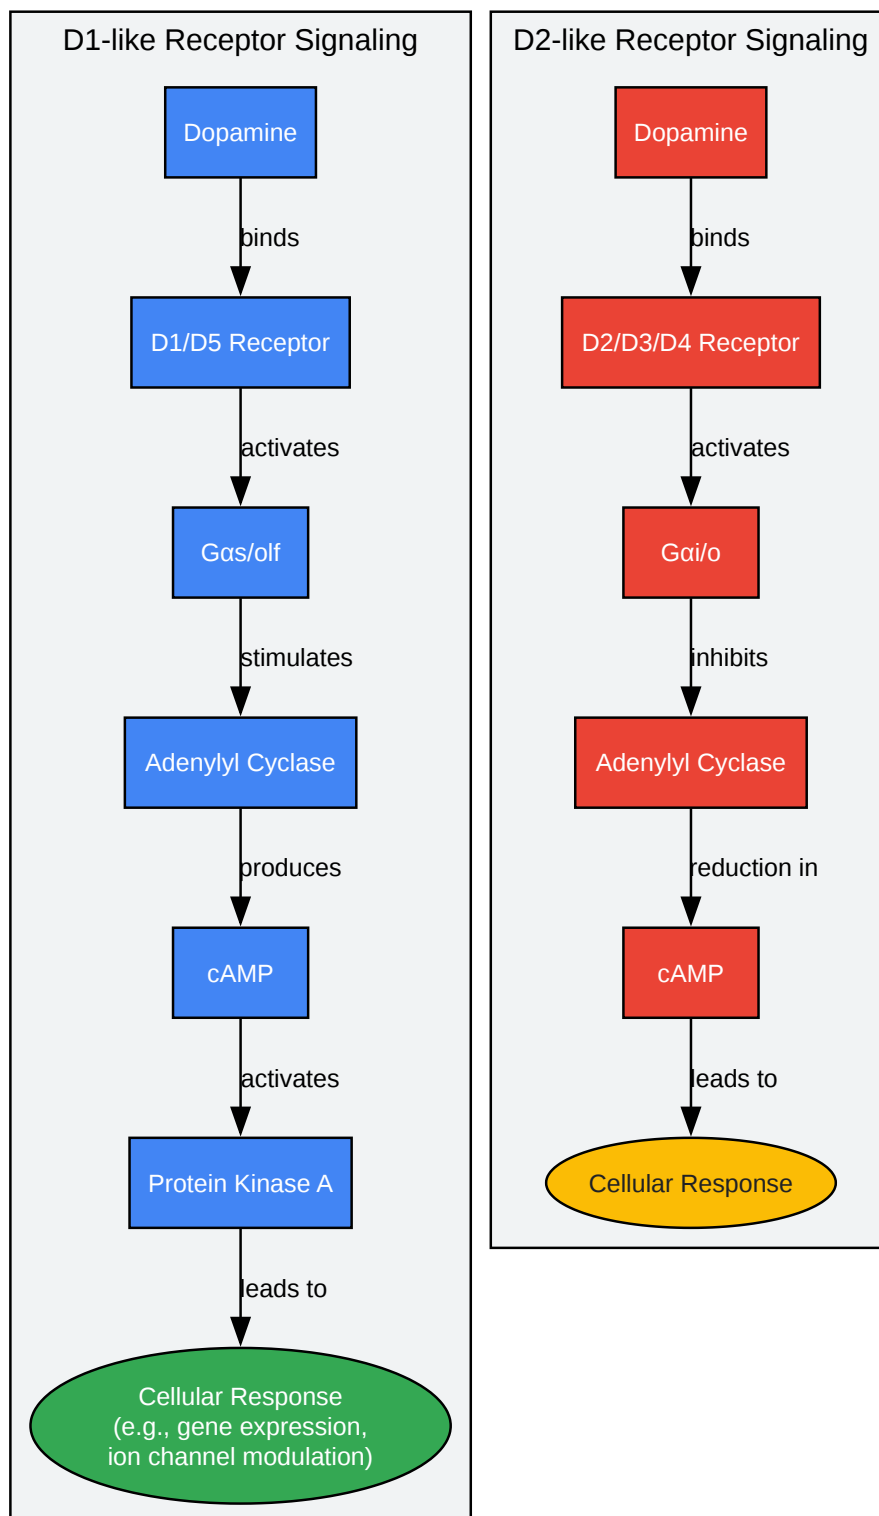 D1-like Receptor Signaling
Dopamine
binds
D1/D5 Receptor
activates
Gαs/olf
stimulates
Adenylyl Cyclase
produces
cAMP
activates
Protein Kinase A
leads to
Cellular Response
(e.g., gene expression,
ion channel modulation)
D2-like Receptor Signaling
Dopamine
binds
D2/D3/D4 Receptor
activates
Gαi/o
inhibits
Adenylyl Cyclase
reduction in
cAMP
leads to
Cellular Response